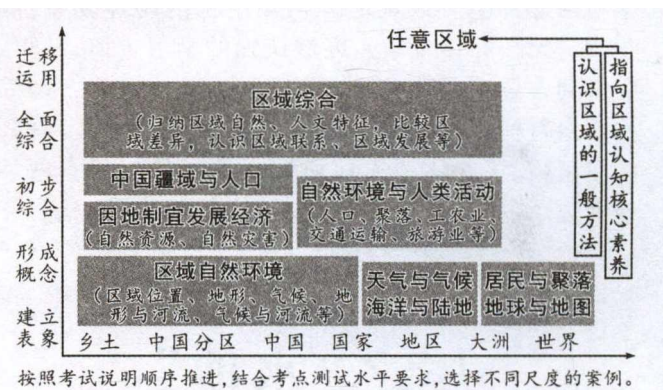 任意区域
迁移
运用
认识区域的一般方法
指向区域认知核心素养
区域综合
(归纳区域自然、人文特征，比较区
域差异，认识区域联系、区域发展等)
全面
综合
中国疆域与人口
初步
综合
自然环境与人类活动
(人口、聚落、工农业、
交通运输、旅游业等)
因地制宜发展经济
(自然资源、自然灾害)
形成
概念
区域自然环境
(区域位置、地形、气候、地
形与河流、气候与河流等)
天气与气候
海洋与陆地
居民与聚落
地球与地图
建立
表象
乡土 中国分区 中国 国家 地区 大洲 世界
按照考试说明顺序推进,结合考点测试水平要求,选择不同尺度的案例。